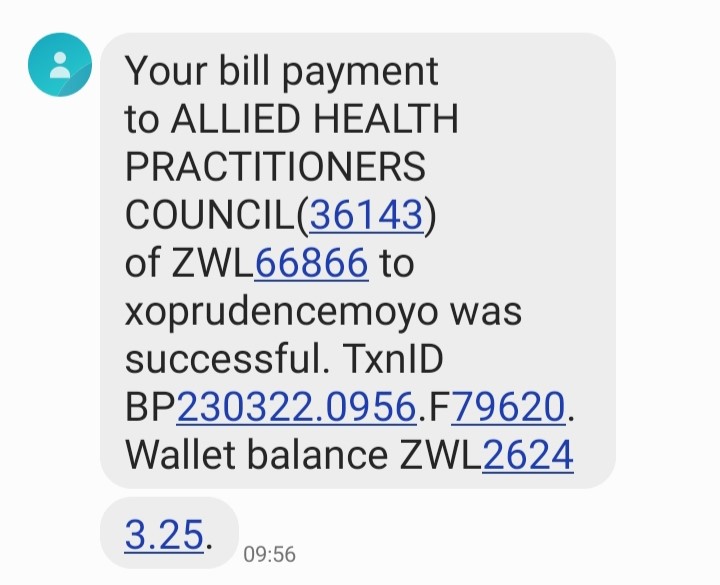 Your bill payment
to ALLIED HEALTH
PRACTITIONERS
COUNCIL(36143)
of ZWL66866 to
xoprudencemoyo was
successful. TxnID
BP230322.0956.F79620.
Wallet balance ZWL2624
3.25.
09:56